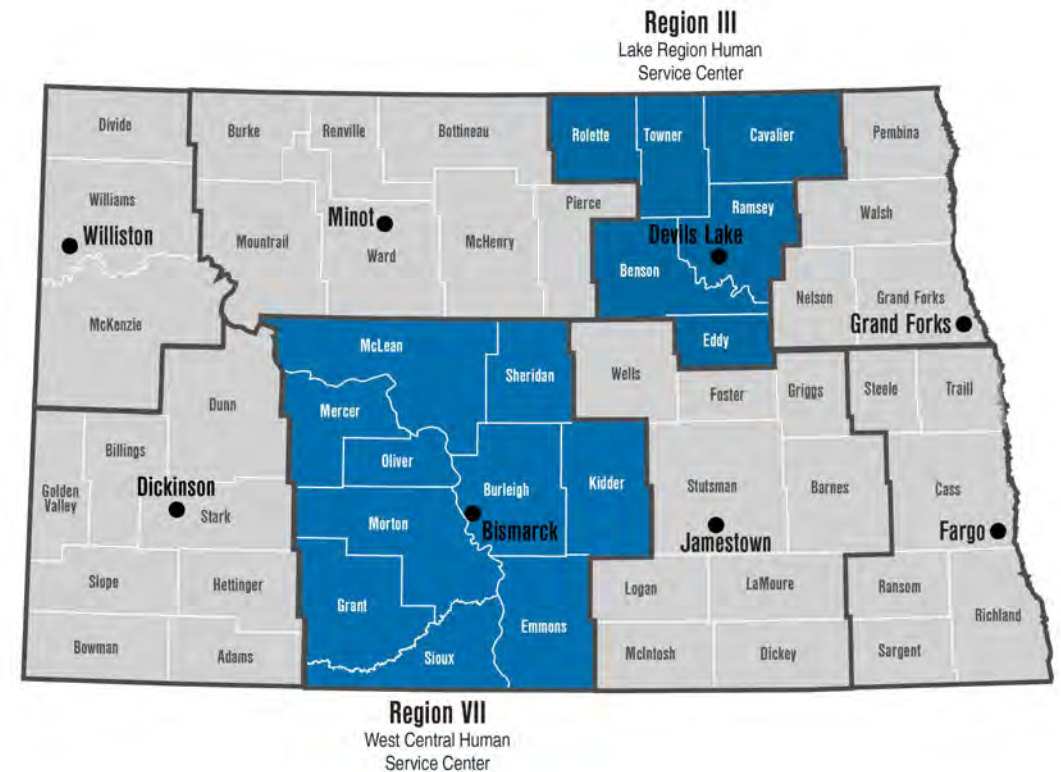 Region III
Lake Region Human
Service Center
Divide
Burke
Renville
Bottineau
Rolette
Towner
Cavalier
Pembina
Williams
Williston
Mountrail
Minot
Ward
McHenry
Pierce
Ramsey
Devils Lake
Benson
Walsh
Nelson
Grand Forks
Grand Forks
McKenzie
McLean
Sheridan
Wells
Eddy
Foster
Griggs
Steele
Traill
Dunn
Mercer
Oliver
Billings
Golden
Valley
Dickinson
Stark
Burleigh
Bismarck
Kidder
Stutsman
Jamestown
Barnes
Cass
Fargo
Morton
Slope
Hettinger
Grant
Emmons
Logan
LaMoure
Ransom
Richland
Bowman
Adams
Sioux
McIntosh
Dickey
Sargent
Region VII
West Central Human
Service Center